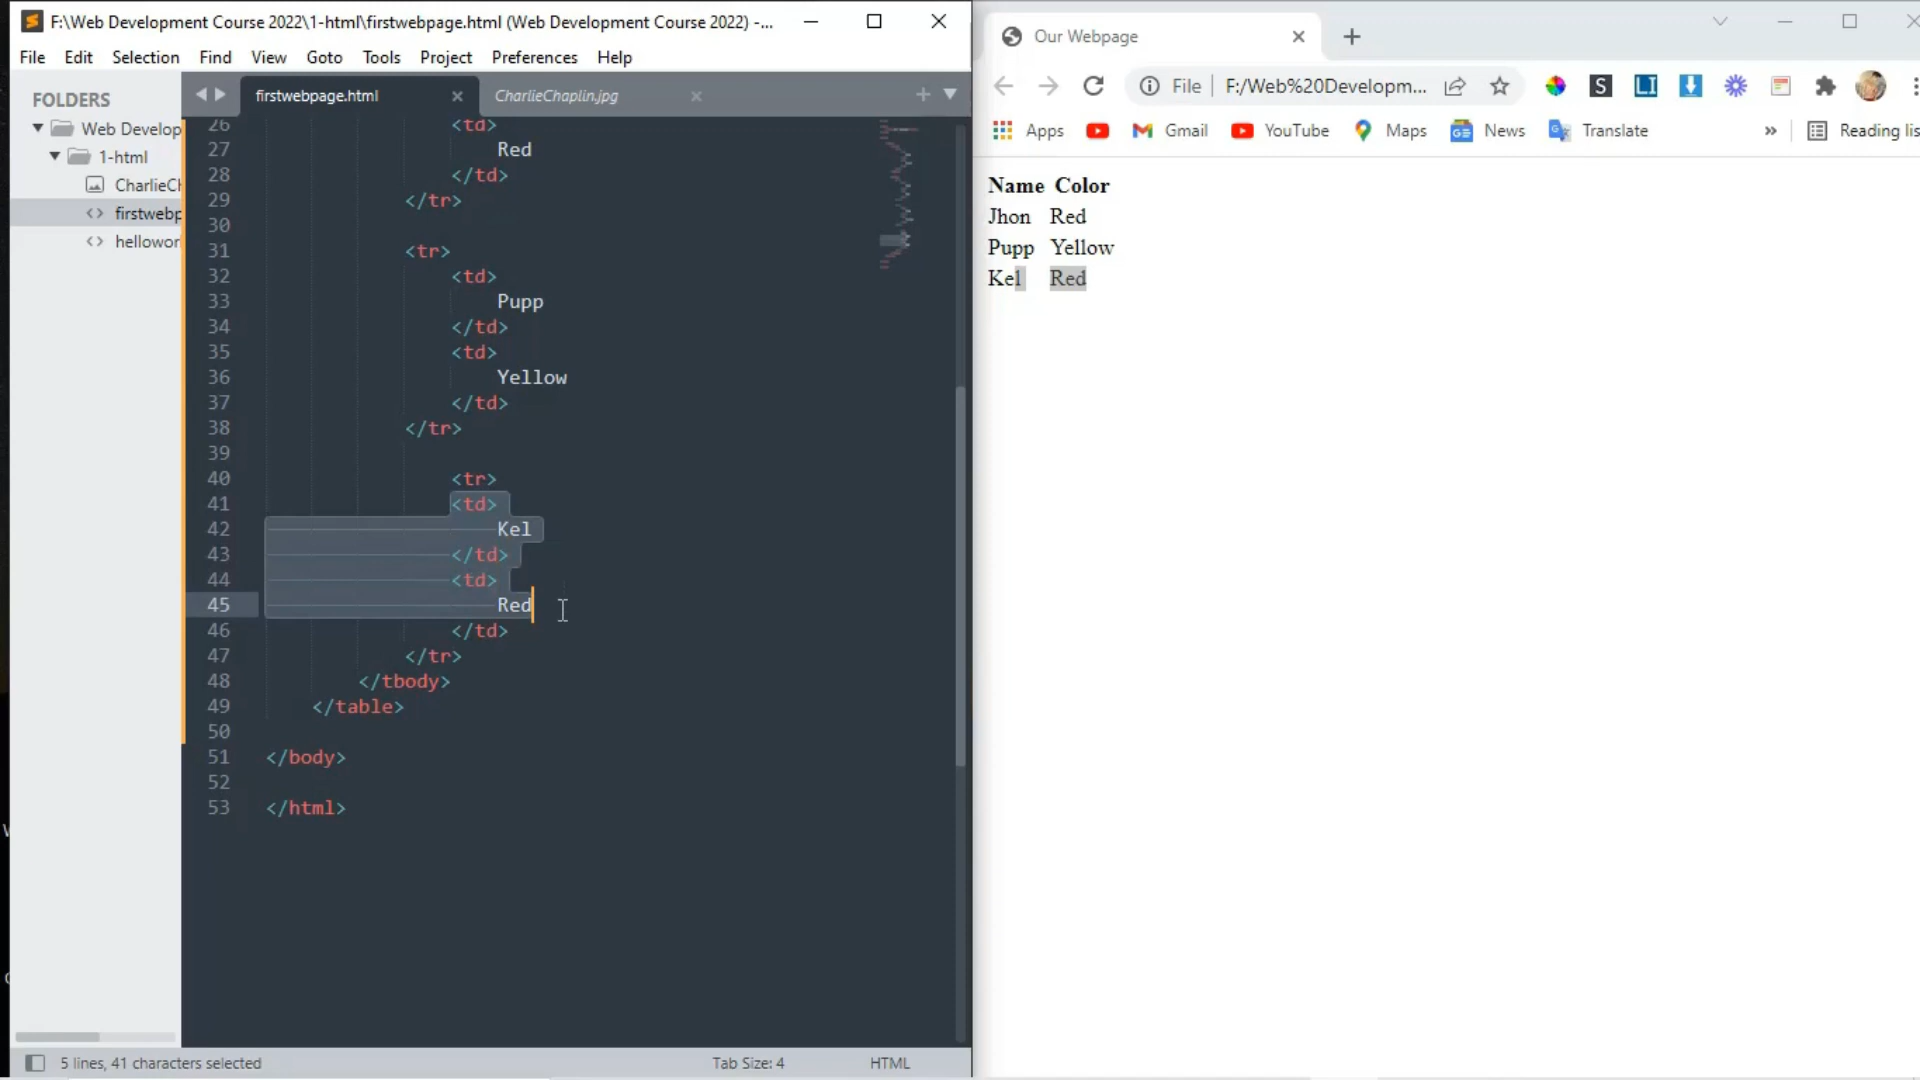 F:\Web Development Course 2022\1-html\firstwebpage.html (Web Development Course 2022) -...
File Edit Selection Find View Goto Tools Project Preferences Help
FOLDERS
Web Develop
1-html
CharlieCh
firstwebp
hellowor
firstwebpage.html
CharlieChaplin.jpg
26 <td>
27 Red
28 </td>
29 </tr>
30
31 <tr>
32 <td>
33 Pupp
34 </td>
35 <td>
36 Yellow
37 </td>
38 </tr>
39
40 <tr>
41 <td>
42 Kel
43 </td>
44 <td>
45 Red
46 </td>
47 </tr>
48 </tbody>
49 </table>
50
51 </body>
52
53 </html>
5 lines, 41 characters selected
Tab Size: 4
HTML
Our Webpage
File F:/Web%20Developm...
S LI
Apps Gmail YouTube Maps News Translate » Reading lis
Name Color
Jhon Red
Pupp Yellow
Kel Red